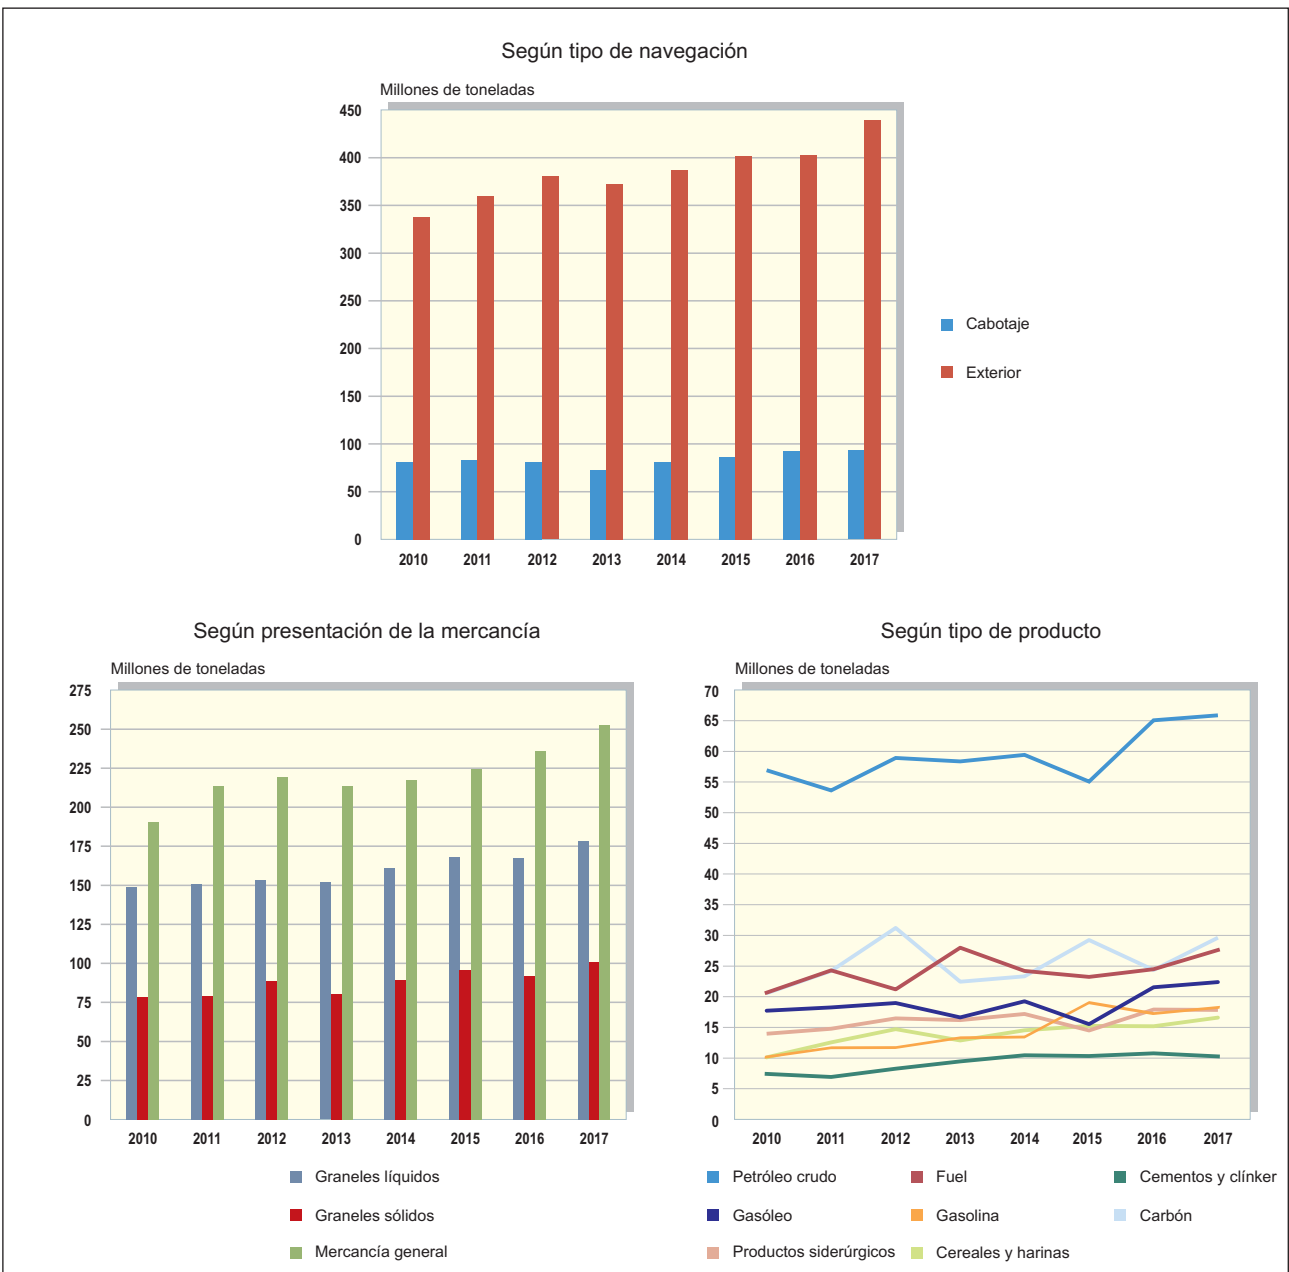 Según tipo de navegación
Millones de toneladas
450
400
350
300
250
200
150
100
50
0
2010 2011 2012 2013 2014 2015 2016 2017
Cabotaje
Exterior
Según presentación de la mercancía
Millones de toneladas
275
250
225
200
175
150
125
100
75
50
25
0
2010 2011 2012 2013 2014 2015 2016 2017
Graneles líquidos
Graneles sólidos
Mercancía general
Según tipo de producto
Millones de toneladas
70
65
60
55
50
45
40
35
30
25
20
15
10
5
0
2010 2011 2012 2013 2014 2015 2016 2017
Petróleo crudo Fuel Cementos y clínker
Gasóleo Gasolina Carbón
Productos siderúrgicos Cereales y harinas